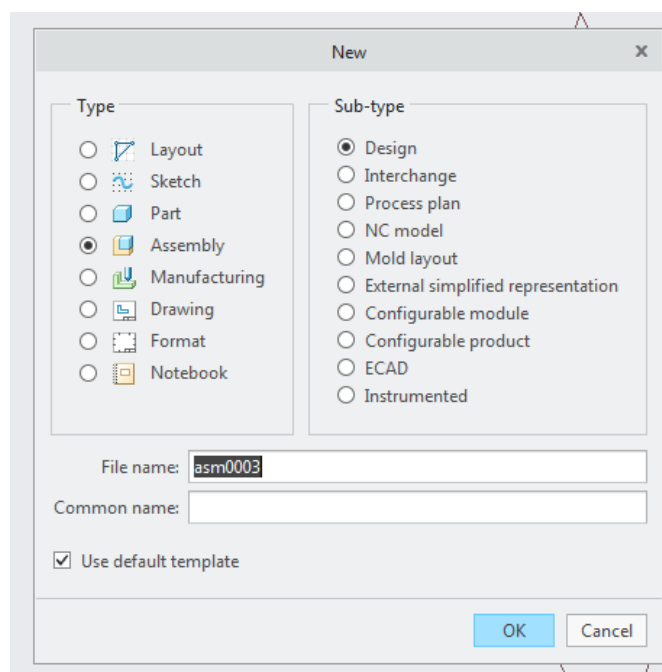 New
Type
Layout
Sketch
Part
Assembly
Manufacturing
Drawing
Format
Notebook
Sub-type
Design
Interchange
Process plan
NC model
Mold layout
External simplified representation
Configurable module
Configurable product
ECAD
Instrumented
File name: asm0003
Common name:
Use default template
OK Cancel